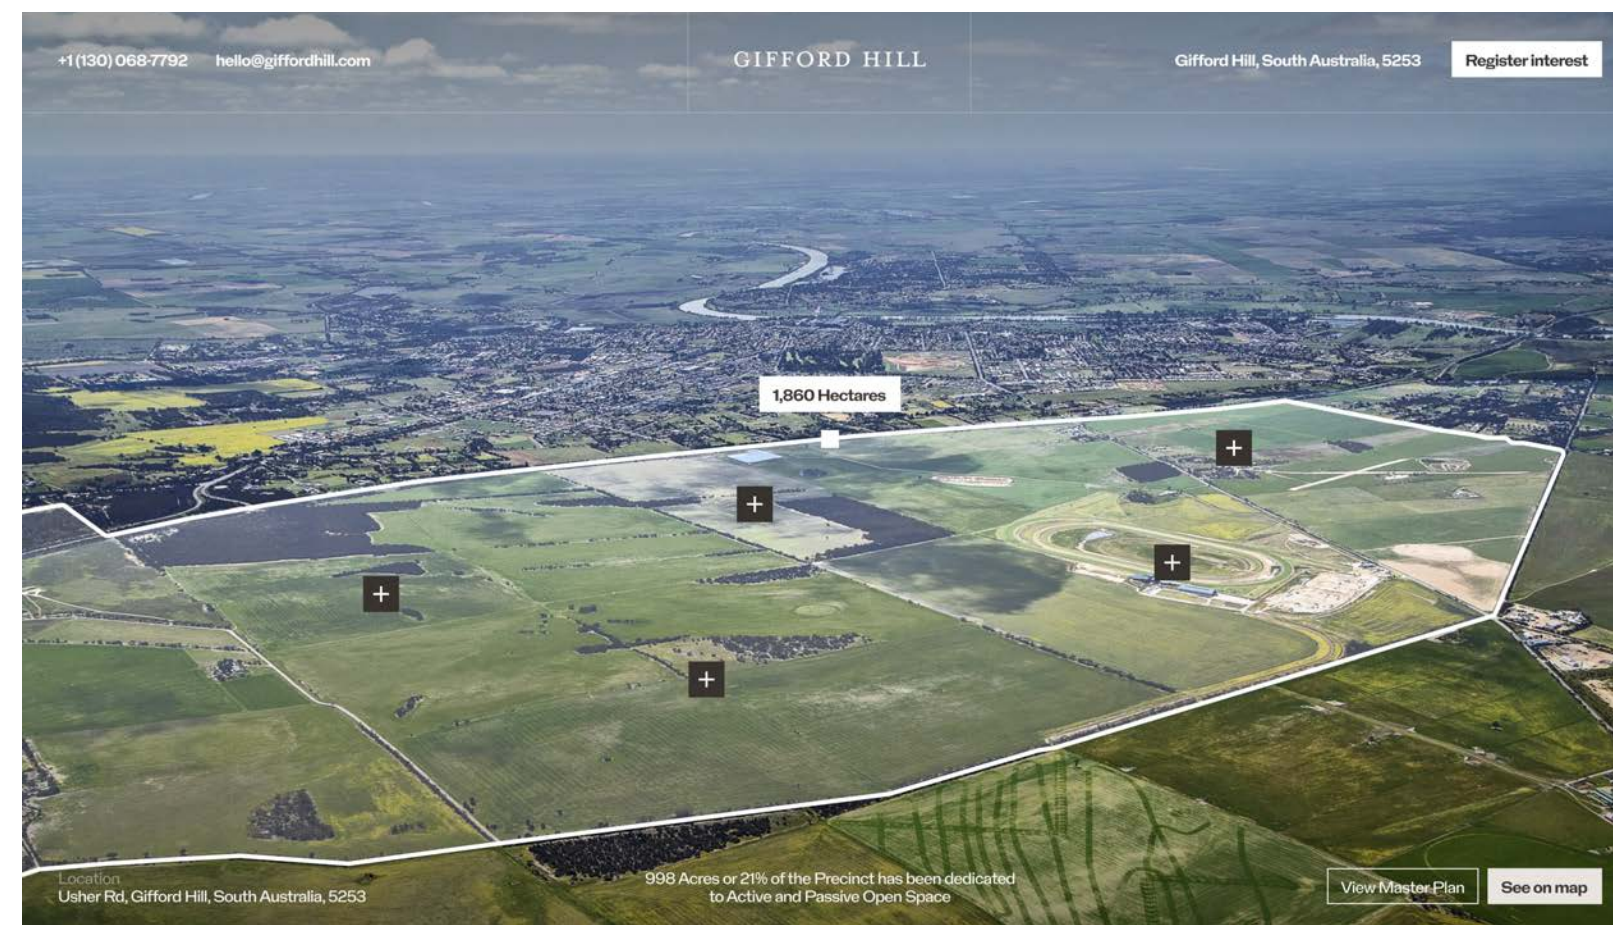 +1 (130) 068-7792
hello@giffordhill.com
GIFFORD HILL
Gifford Hill, South Australia, 5253
Register interest
1,860 Hectares
Location
Usher Rd, Gifford Hill, South Australia, 5253
998 Acres or 21% of the Precinct has been dedicated
to Active and Passive Open Space
View Master Plan
See on map